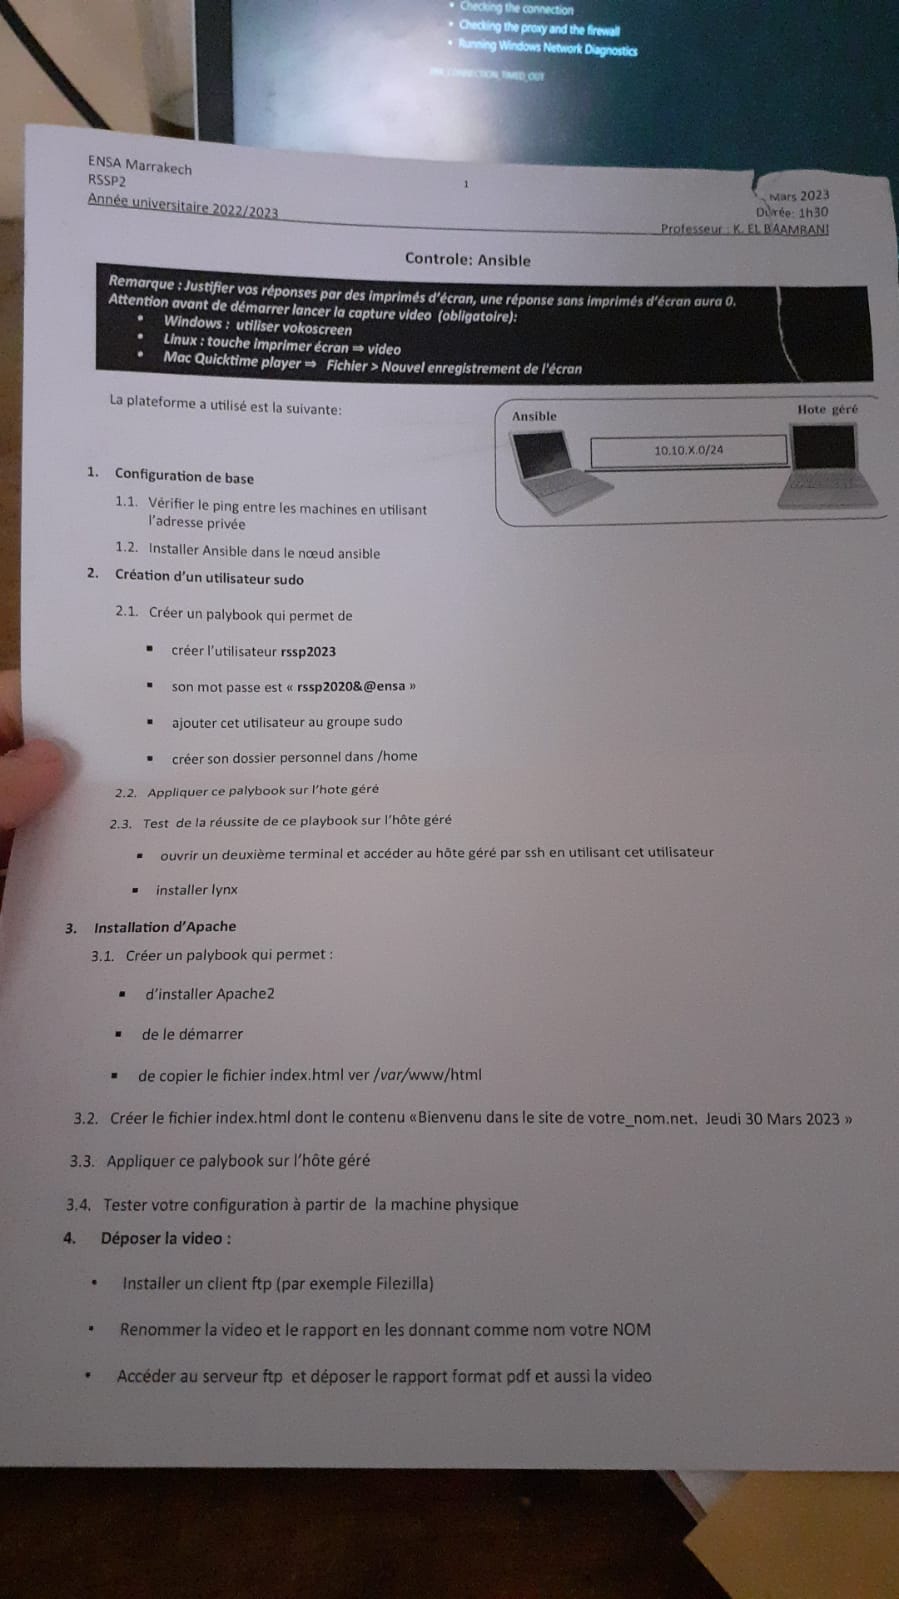 • Checking the connection
• Checking the proxy and the firewall
• Running Windows Network Diagnostics
ENSA Marrakech
RSSP2
Année universitaire 2022/2023
1
Mars 2023
Durée: 1h30
Professeur : K. EL BAAMRANI
Controle: Ansible
Remarque : Justifier vos réponses par des imprimés d'écran, une réponse sans imprimés d'écran aura 0.
Attention avant de démarrer lancer la capture video (obligatoire):
• Windows : utiliser vokoscreen
• Linux : touche imprimer écran ⇒ video
• Mac Quicktime player ⇒ Fichier > Nouvel enregistrement de l'écran
La plateforme a utilisé est la suivante:
Ansible
Hote géré
10.10.X.0/24
1. Configuration de base
1.1. Vérifier le ping entre les machines en utilisant
l'adresse privée
1.2. Installer Ansible dans le nœud ansible
2. Création d'un utilisateur sudo
2.1. Créer un palybook qui permet de
▪ créer l'utilisateur rssp2023
▪ son mot passe est « rssp2020&@ensa »
▪ ajouter cet utilisateur au groupe sudo
▪ créer son dossier personnel dans /home
2.2. Appliquer ce palybook sur l'hote géré
2.3. Test de la réussite de ce playbook sur l'hôte géré
▪ ouvrir un deuxième terminal et accéder au hôte géré par ssh en utilisant cet utilisateur
▪ installer lynx
3. Installation d'Apache
3.1. Créer un palybook qui permet :
▪ d'installer Apache2
▪ de le démarrer
▪ de copier le fichier index.html ver /var/www/html
3.2. Créer le fichier index.html dont le contenu «Bienvenu dans le site de votre_nom.net. Jeudi 30 Mars 2023 »
3.3. Appliquer ce palybook sur l'hôte géré
3.4. Tester votre configuration à partir de la machine physique
4. Déposer la video :
• Installer un client ftp (par exemple Filezilla)
• Renommer la video et le rapport en les donnant comme nom votre NOM
• Accéder au serveur ftp et déposer le rapport format pdf et aussi la video